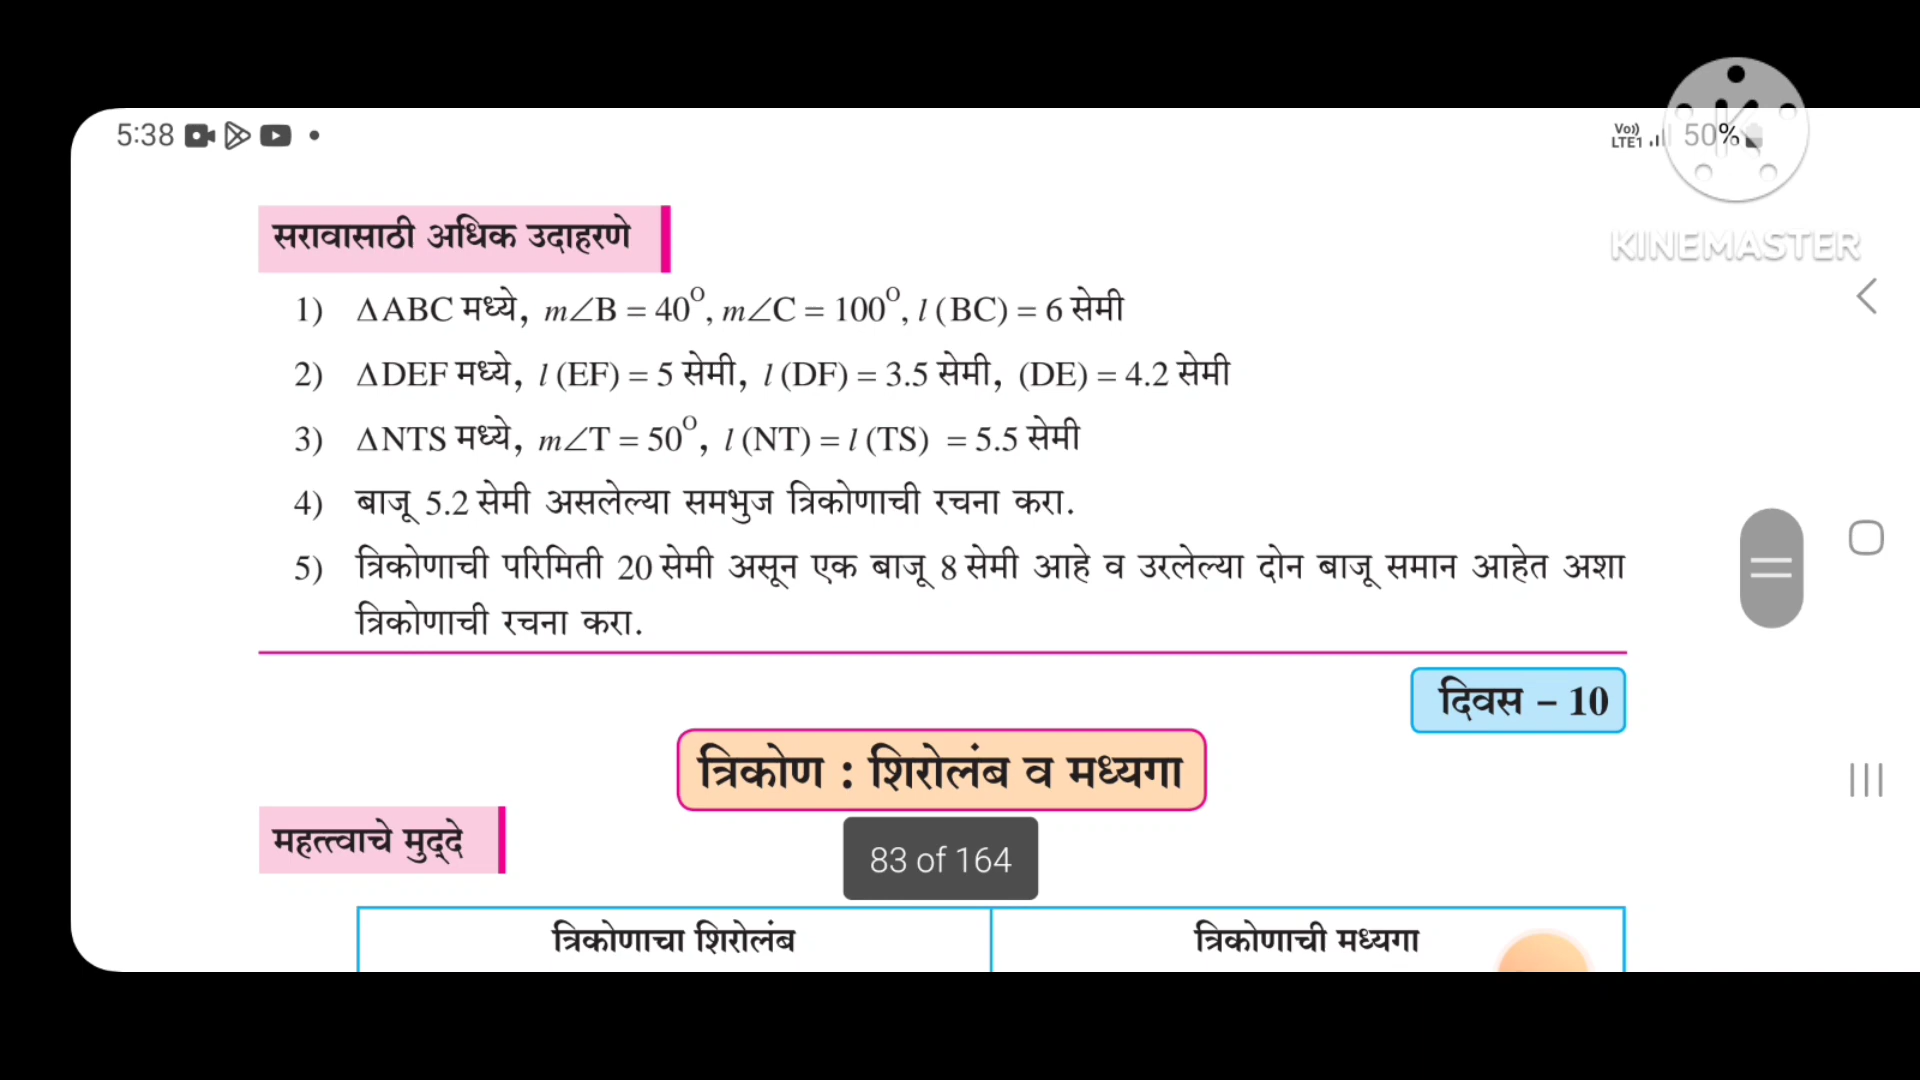 5:38
Vo)) LTE1 50%
KINEMASTER
सरावासाठी अधिक उदाहरणे
1) ΔABC मध्ये, m∠B = 40°, m∠C = 100°, l (BC) = 6 सेमी
2) ΔDEF मध्ये, l (EF) = 5 सेमी, l (DF) = 3.5 सेमी, (DE) = 4.2 सेमी
3) ΔNTS मध्ये, m∠T = 50°, l (NT) = l (TS) = 5.5 सेमी
4) बाजू 5.2 सेमी असलेल्या समभुज त्रिकोणाची रचना करा.
5) त्रिकोणाची परिमिती 20 सेमी असून एक बाजू 8 सेमी आहे व उरलेल्या दोन बाजू समान आहेत अशा
त्रिकोणाची रचना करा.
दिवस – 10
त्रिकोण : शिरोलंब व मध्यगा
महत्त्वाचे मुद्दे
83 of 164
त्रिकोणाचा शिरोलंब त्रिकोणाची मध्यगा